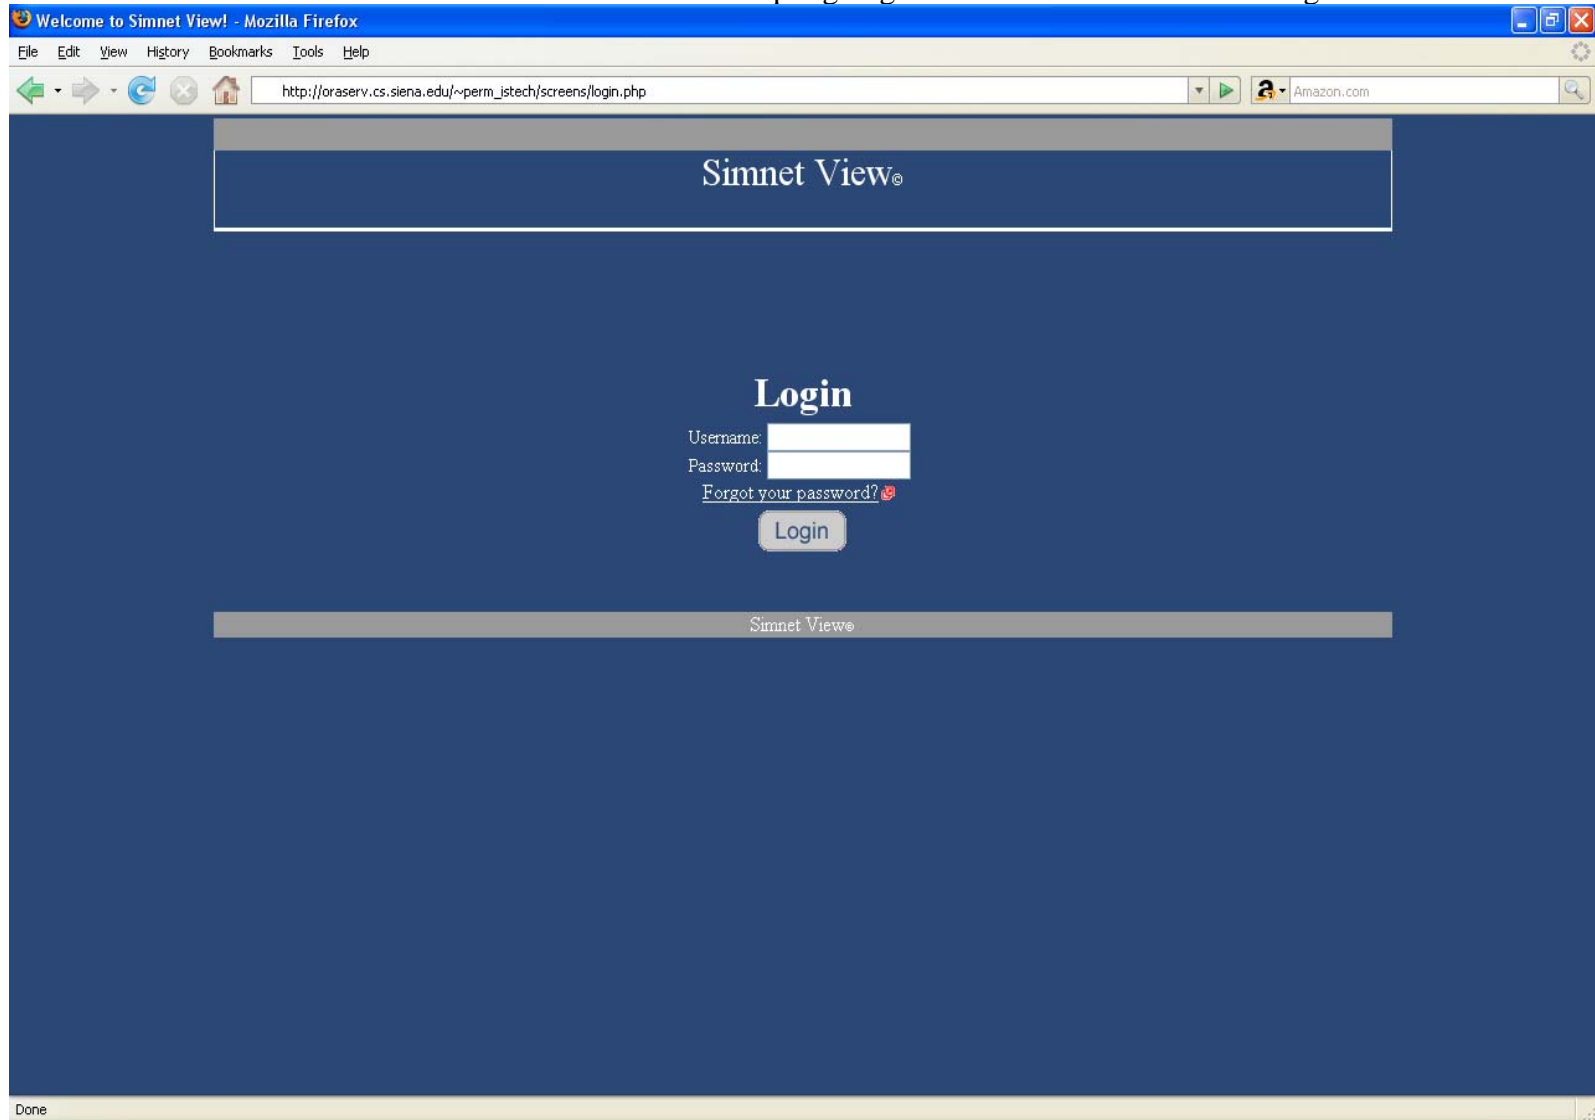 Welcome to Simnet View! - Mozilla Firefox
File Edit View History Bookmarks Tools Help
http://oraserv.cs.siena.edu/~perm_istech/screens/login.php
Amazon.com
Simnet View©
Login
Username:
Password:
Forgot your password?
Login
Simnet View©
Done